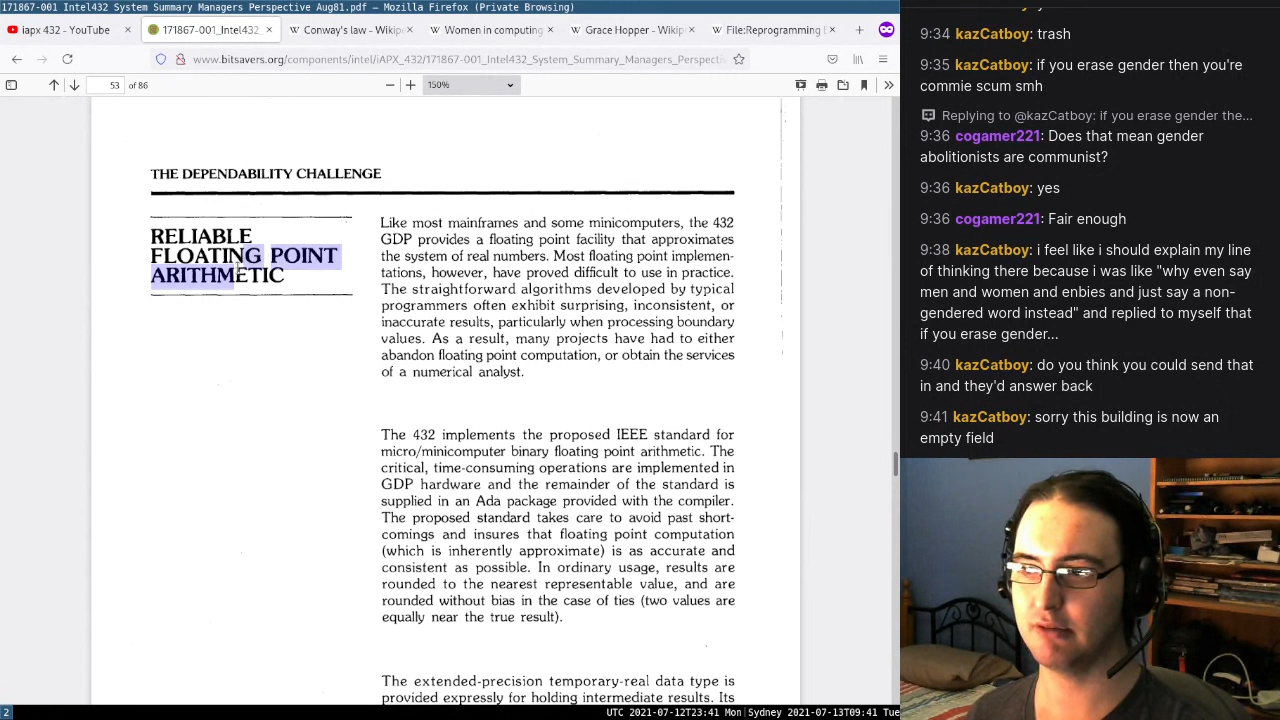 171867-001 Intel432 System Summary Managers Perspective Aug81.pdf - Mozilla Firefox (Private Browsing)
iapx 432 - YouTube
171867-001_Intel432_
Conway's law - Wikip
Women in computing
Grace Hopper - Wikip
File:Reprogramming
www.bitsavers.org/components/intel/iAPX_432/171867-001_Intel432_System_Summary_Managers_Perspecti
53 of 86
150%
THE DEPENDABILITY CHALLENGE
RELIABLE
FLOATING POINT
ARITHMETIC
Like most mainframes and some minicomputers, the 432
GDP provides a floating point facility that approximates
the system of real numbers. Most floating point implemen-
tations, however, have proved difficult to use in practice.
The straightforward algorithms developed by typical
programmers often exhibit surprising, inconsistent, or
inaccurate results, particularly when processing boundary
values. As a result, many projects have had to either
abandon floating point computation, or obtain the services
of a numerical analyst.
The 432 implements the proposed IEEE standard for
micro/minicomputer binary floating point arithmetic. The
critical, time-consuming operations are implemented in
GDP hardware and the remainder of the standard is
supplied in an Ada package provided with the compiler.
The proposed standard takes care to avoid past short-
comings and insures that floating point computation
(which is inherently approximate) is as accurate and
consistent as possible. In ordinary usage, results are
rounded to the nearest representable value, and are
rounded without bias in the case of ties (two values are
equally near the true result).
The extended-precision temporary-real data type is
provided expressly for holding intermediate results. Its
2
UTC 2021-07-12T23:41 Mon|Sydney 2021-07-13T09:41 Tue
9:34 kazCatboy: trash
9:35 kazCatboy: if you erase gender then you're
commie scum smh
Replying to @kazCatboy: if you erase gender the...
9:36 cogamer221: Does that mean gender
abolitionists are communist?
9:36 kazCatboy: yes
9:36 cogamer221: Fair enough
9:38 kazCatboy: i feel like i should explain my line
of thinking there because i was like "why even say
men and women and enbies and just say a non-
gendered word instead" and replied to myself that
if you erase gender...
9:40 kazCatboy: do you think you could send that
in and they'd answer back
9:41 kazCatboy: sorry this building is now an
empty field